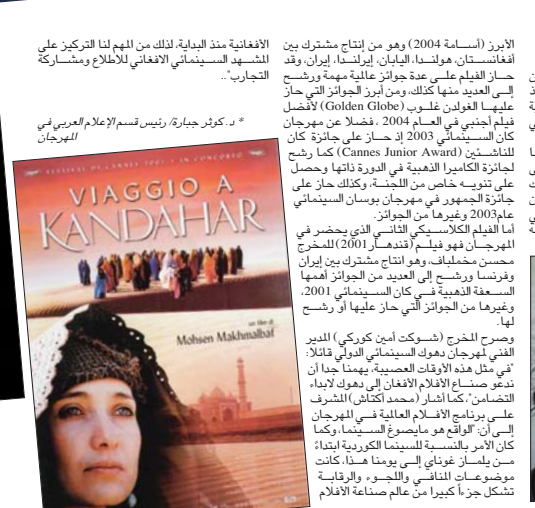 الأبرز (أسامة 2004) وهو من إنتاج مشترك بين
أفغانستان، هولندا، اليابان، إيرلندا، إيران، وقد
حاز الفيلم على عدة جوائز عالمية مهمة ورشح
إلى العديد منها كذلك، ومن أبرز الجوائز التي حاز
عليها الغولدن غلوب (Golden Globe) لأفضل
فيلم أجنبي في العام 2004 ، فضلا عن مهرجان
كان السينمائي 2003 إذ حاز على جائزة كان
للناشئين (Cannes Junior Award) كما رشح
لجائزة الكاميرا الذهبية في الدورة ذاتها وحصل
على تنويه خاص من اللجنة، وكذلك حاز على
جائزة الجمهور في مهرجان بوسان السينمائي
عام2003 وغيرها من الجوائز.
أما الفيلم الكلاسيكي الثاني الذي يحضر في
المهرجان فهو فيلم (قندهار 2001) للمخرج
محسن مخملباف، وهو انتاج مشترك بين إيران
وفرنسا ورشح إلى العديد من الجوائز أهمها
السعفة الذهبية في كان السينمائي 2001،
وغيرها من الجوائز التي حاز عليها أو رشح
لها.
وصرح المخرج (شوكت أمين كوركي) المدير
الفني لمهرجان دهوك السينمائي الدولي قائلا:
"في مثل هذه الأوقات العصيبة، يهمنا جدا أن
ندعو صناع الأفلام الأفغان إلى دهوك لابداء
التضامن"، كما أشار (محمد أكتاش) المشرف
على برنامج الأفلام العالمية في المهرجان
إلى أن: "الواقع هو مايصوغ السينما، وكما
كان الأمر بالنسبة للسينما الكوردية ابتداءً
من يلماز غوناي إلى يومنا هذا، كانت
موضوعات المنافي واللجوء والرقابة
تشكل جزءاً كبيرا من عالم صناعة الأفلام
الأفغانية منذ البداية، لذلك من المهم لنا التركيز على
المشهد السينمائي الافغاني للأطلاع ومشاركة
التجارب"..
* د. كوثر جبارة/ رئيس قسم الإعلام العربي في
المهرجان
FESTIVAL DI CANNES 2001 • IN CONCORSO
VIAGGIO A
KANDAHAR
un film di
Mohsen Makhmalbaf